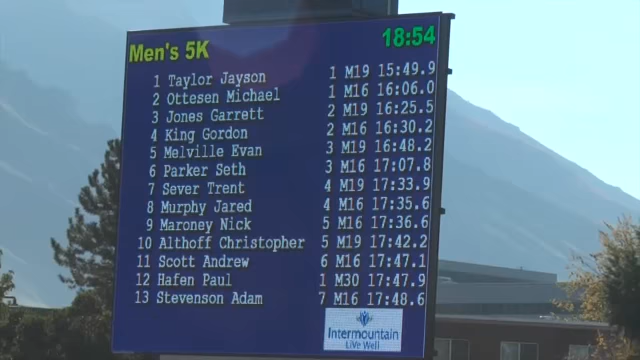 Men's 5K 18:54
1 Taylor Jayson 1 M19 15:49.9
2 Ottesen Michael 1 M16 16:06.0
3 Jones Garrett 2 M19 16:25.5
4 King Gordon 2 M16 16:30.2
5 Melville Evan 3 M19 16:48.2
6 Parker Seth 3 M16 17:07.8
7 Sever Trent 4 M19 17:33.9
8 Murphy Jared 4 M16 17:35.6
9 Maroney Nick 5 M16 17:36.6
10 Althoff Christopher 5 M19 17:42.2
11 Scott Andrew 6 M16 17:47.1
12 Hafen Paul 1 M30 17:47.9
13 Stevenson Adam 7 M16 17:48.6
Intermountain
LiVe Well